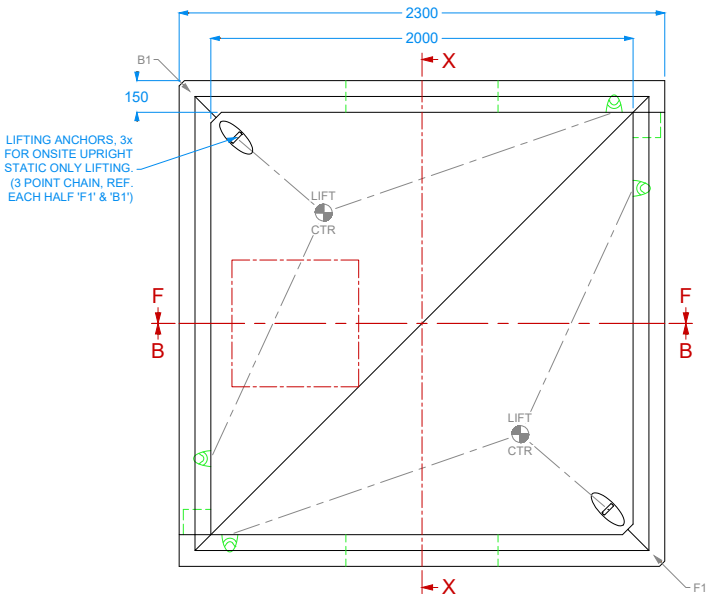 2300
2000
X
B1
150
LIFTING ANCHORS, 3x
FOR ONSITE UPRIGHT
STATIC ONLY LIFTING.
(3 POINT CHAIN, REF.
EACH HALF 'F1' & 'B1')
LIFT
CTR
F
F
B
B
LIFT
CTR
X
F1